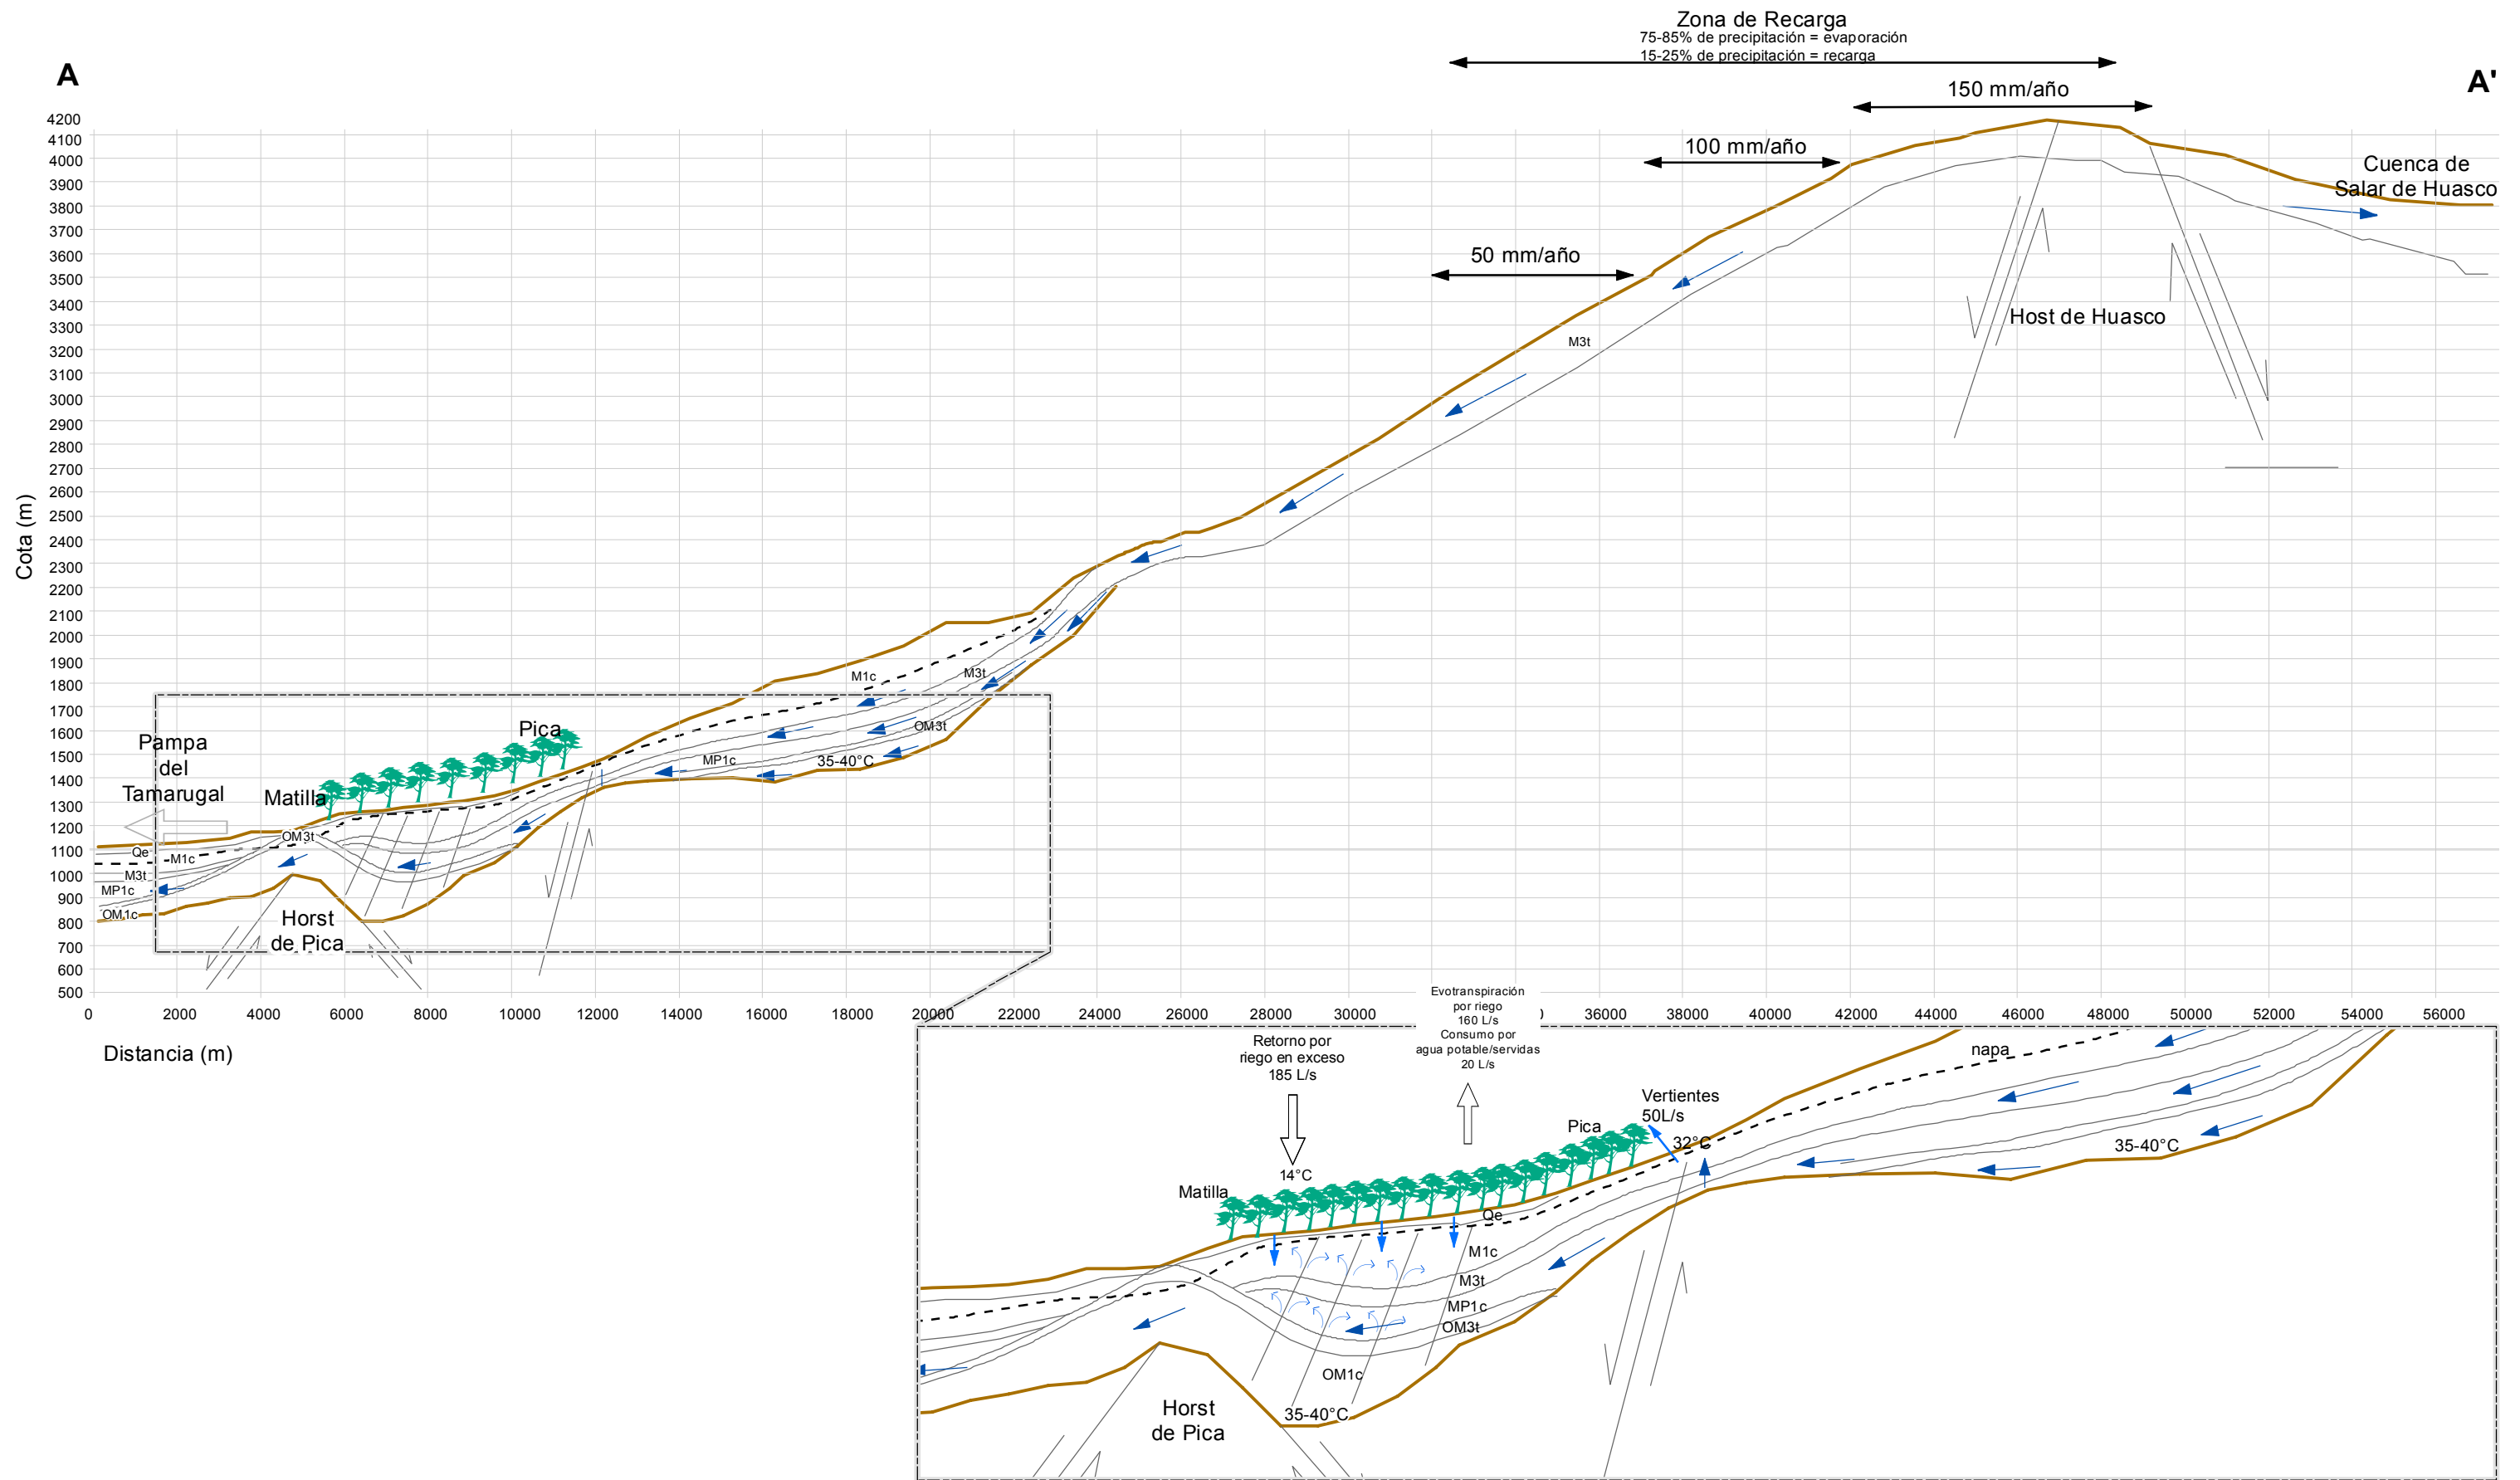 Zona de Recarga
75-85% de precipitación = evaporación
15-25% de precipitación = recarga
A
A'
150 mm/año
100 mm/año
50 mm/año
Cuenca de
Salar de Huasco
Host de Huasco
M3t
4200
4100
4000
3900
3800
3700
3600
3500
3400
3300
3200
3100
3000
2900
2800
2700
2600
2500
2400
2300
2200
2100
2000
1900
1800
1700
1600
1500
1400
1300
1200
1100
1000
900
800
700
600
500
Cota (m)
M1c
M3t
OM3t
MP1c
35-40°C
Pica
Pampa
del
Tamarugal
Matilla
OM3t
Qe
M1c
M3t
MP1c
OM1c
Horst
de Pica
0
2000
4000
6000
8000
10000
12000
14000
16000
18000
20000
22000
24000
26000
28000
30000
36000
38000
40000
42000
44000
46000
48000
50000
52000
54000
56000
Distancia (m)
Evotranspiración
por riego
160 L/s
Consumo por
agua potable/servidas
20 L/s
Retorno por
riego en exceso
185 L/s
napa
Vertientes
50L/s
Pica
32°C
35-40°C
14°C
Matilla
Qe
M1c
M3t
MP1c
OM3t
OM1c
35-40°C
Horst
de Pica